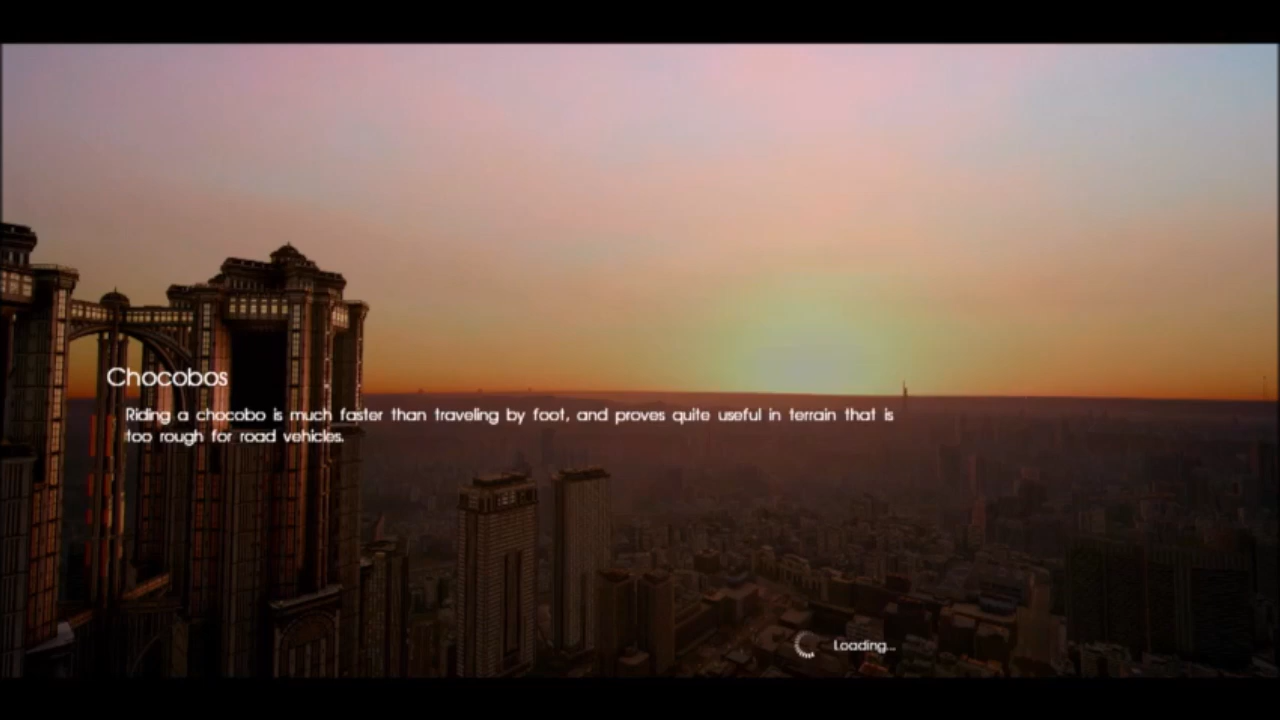 Chocobos
Riding a chocobo is much faster than traveling by foot, and proves quite useful in terrain that is
too rough for road vehicles.
Loading...